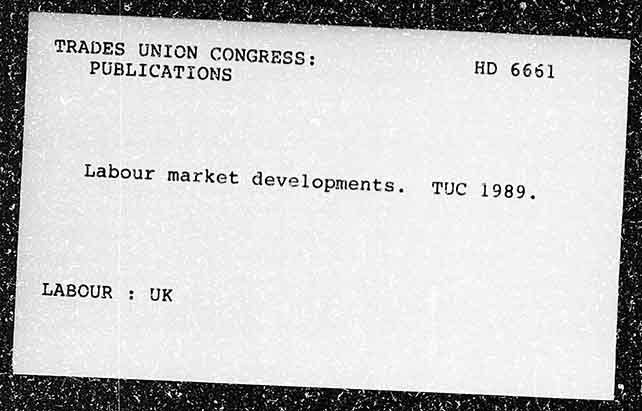 TRADES UNION CONGRESS:
PUBLICATIONS
HD 6661
Labour market developments. TUC 1989.
LABOUR : UK